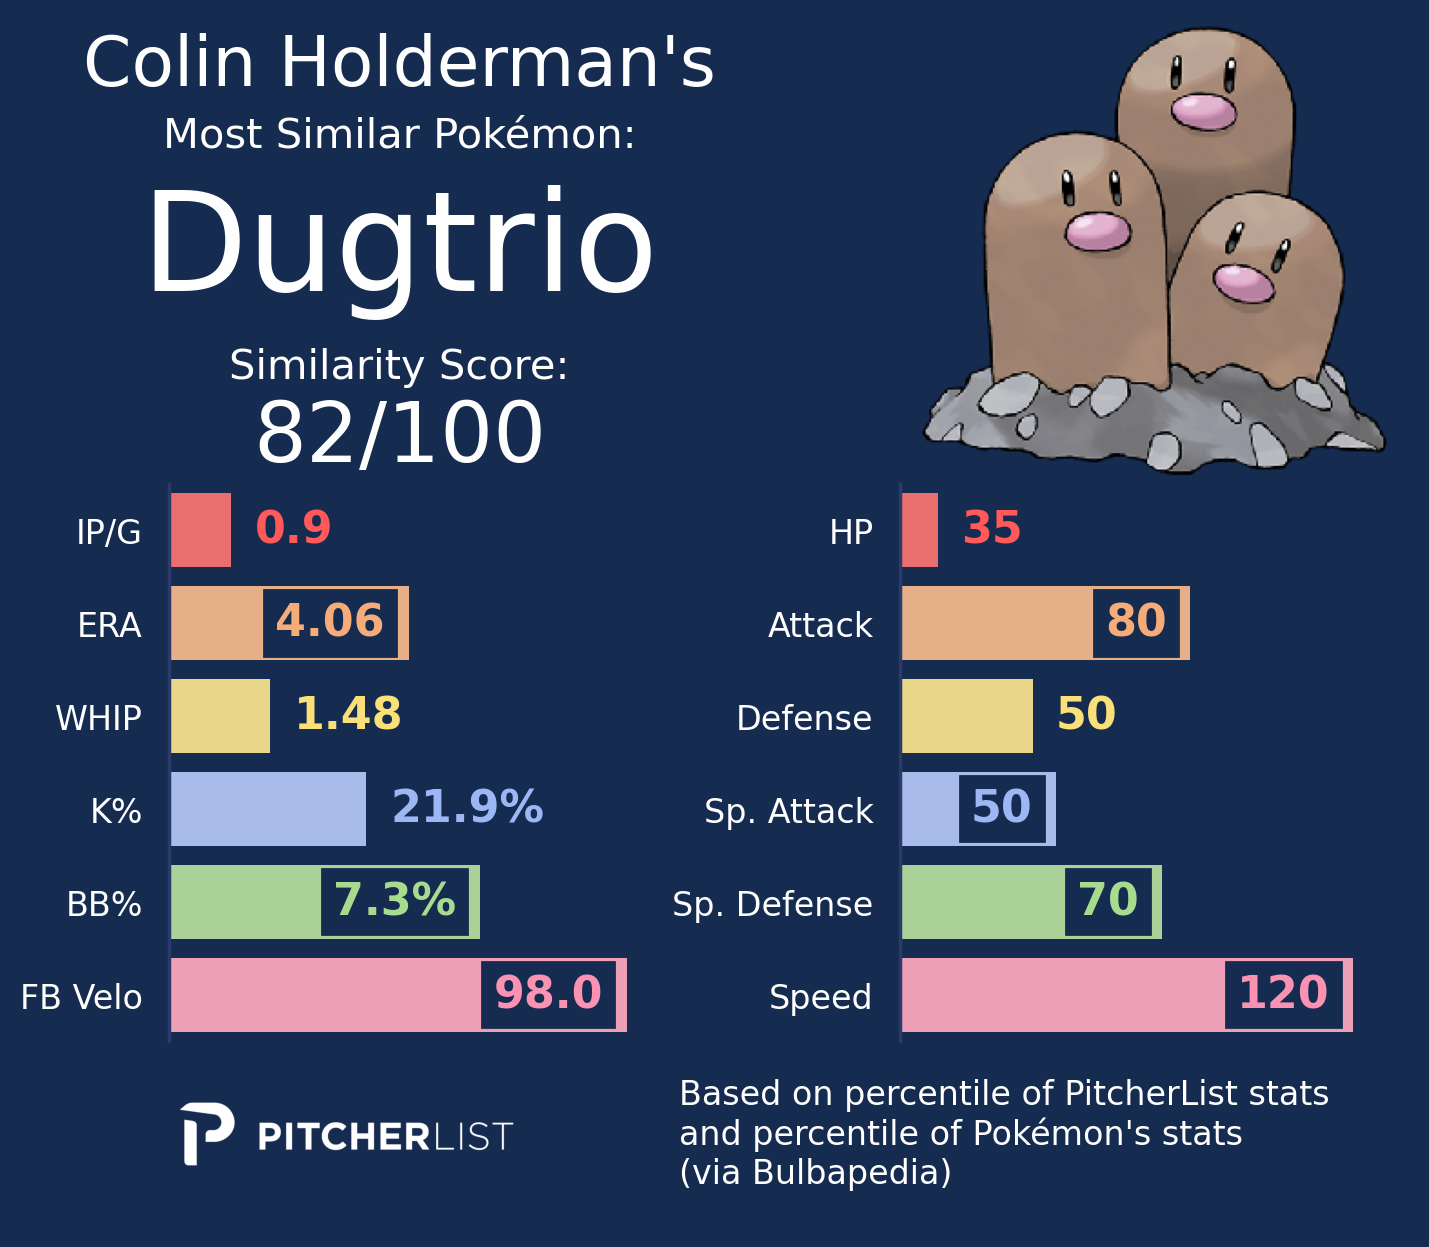 Colin Holderman's
Most Similar Pokémon:
Dugtrio
Similarity Score:
82/100
IP/G 0.9
ERA 4.06
WHIP 1.48
K% 21.9%
BB% 7.3%
FB Velo 98.0
HP 35
Attack 80
Defense 50
Sp. Attack 50
Sp. Defense 70
Speed 120
PITCHERLIST
Based on percentile of PitcherList stats
and percentile of Pokémon's stats
(via Bulbapedia)